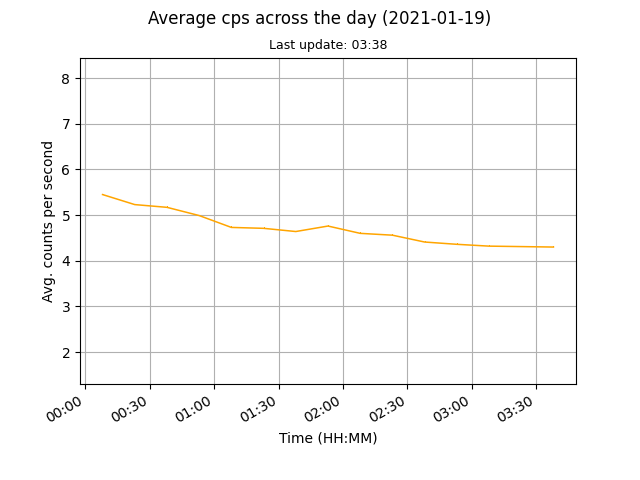 Average cps across the day (2021-01-19)
Last update: 03:38
8
7
6
5
4
3
2
Avg. counts per second
00:00 00:30 01:00 01:30 02:00 02:30 03:00 03:30
Time (HH:MM)